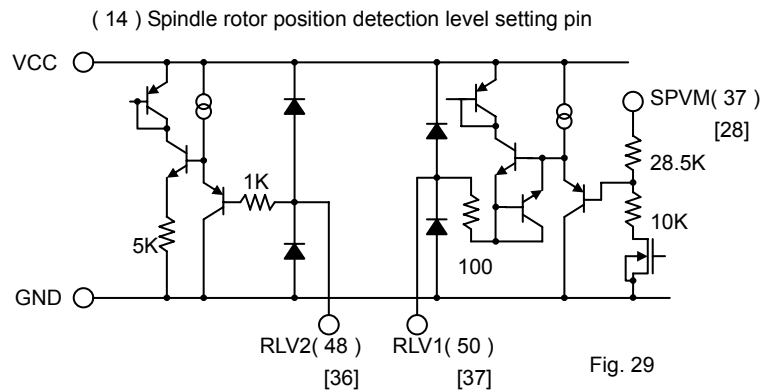 ( 14 ) Spindle rotor position detection level setting pin
VCC
SPVM( 37 )
[28]
1K
28.5K
5K
10K
100
GND
RLV2( 48 )
RLV1( 50 )
[36]
[37]
Fig. 29